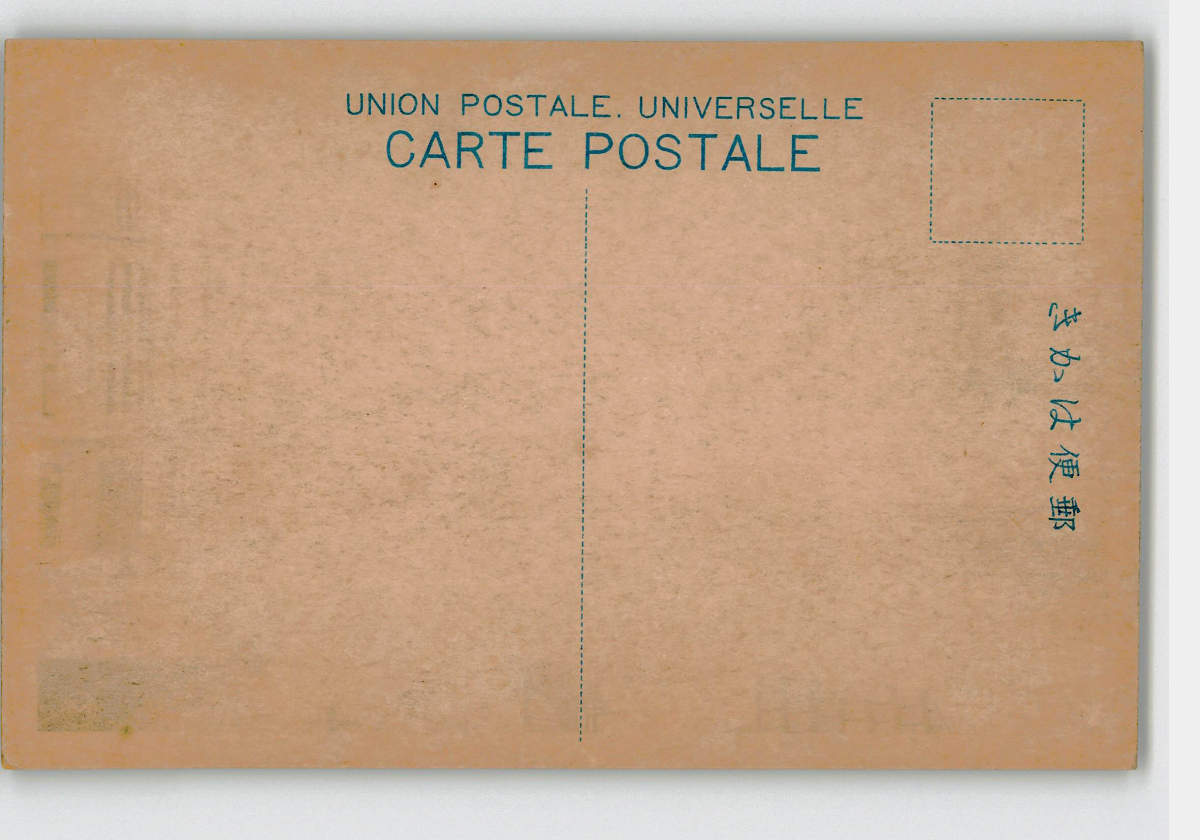 UNION POSTALE. UNIVERSELLE
CARTE POSTALE
郵便はかき